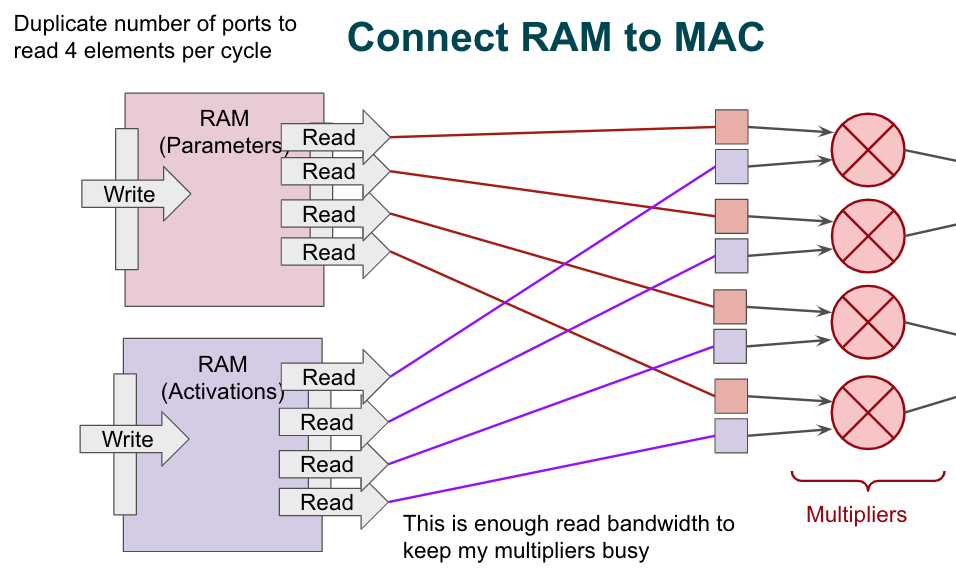 Duplicate number of ports to
read 4 elements per cycle
Connect RAM to MAC
RAM
(Parameters)
Write
Read
Read
Read
Read
RAM
(Activations)
Write
Read
Read
Read
Read
This is enough read bandwidth to
keep my multipliers busy
Multipliers